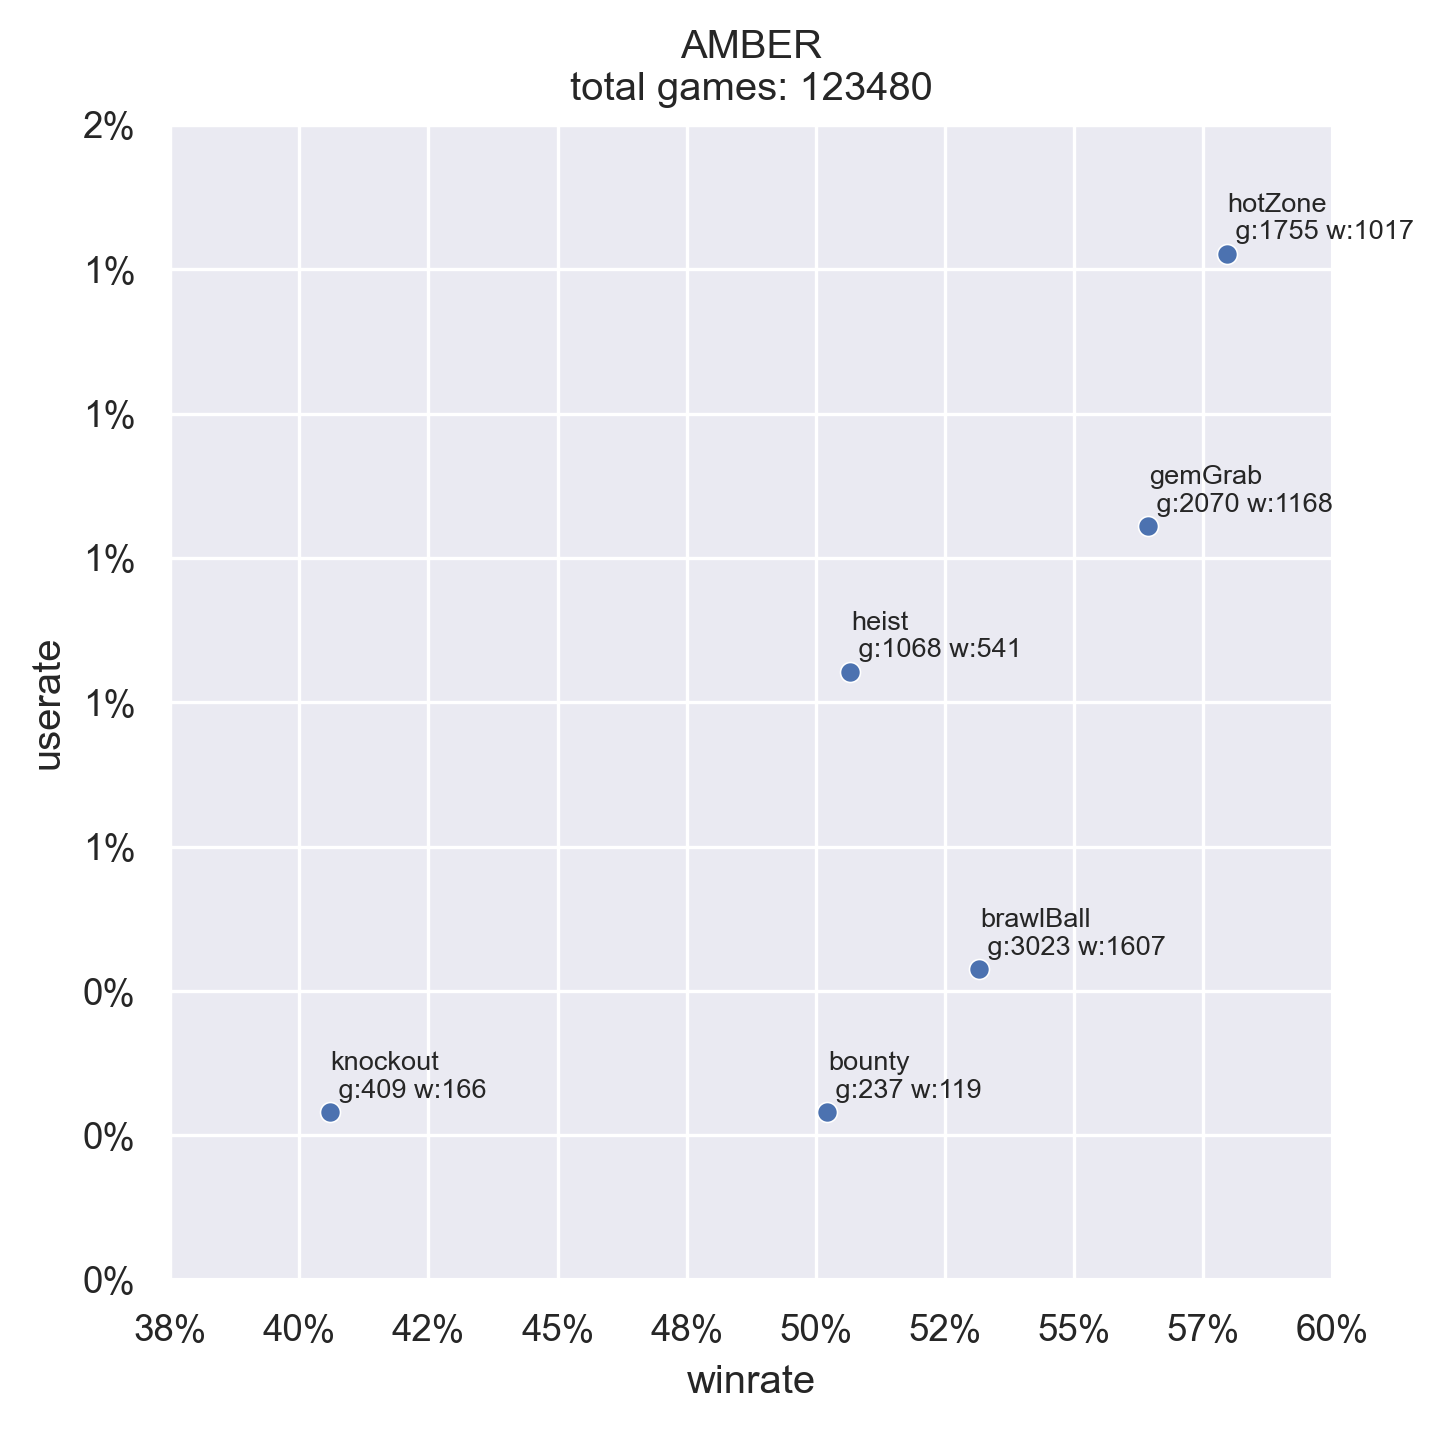 AMBER
total games: 123480
2%
1%
1%
1%
1%
1%
0%
0%
0%
userate
hotZone
g:1755 w:1017
gemGrab
g:2070 w:1168
heist
g:1068 w:541
brawlBall
g:3023 w:1607
knockout
g:409 w:166
bounty
g:237 w:119
38% 40% 42% 45% 48% 50% 52% 55% 57% 60%
winrate